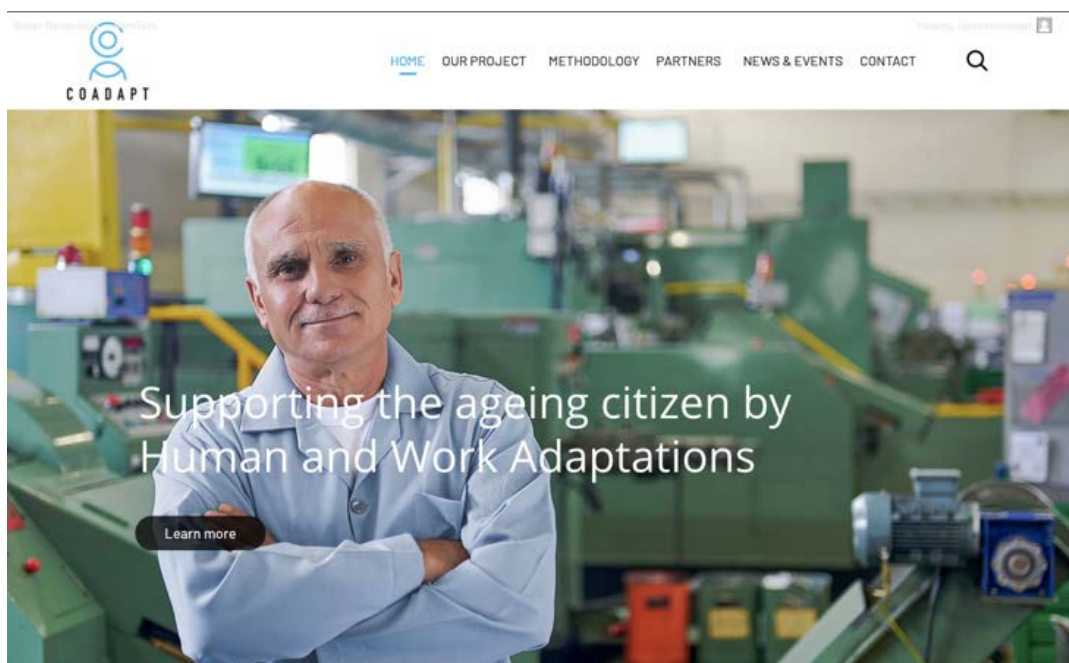 COADAPT
HOME OUR PROJECT METHODOLOGY PARTNERS NEWS & EVENTS CONTACT
Supporting the ageing citizen by
Human and Work Adaptations
Learn more